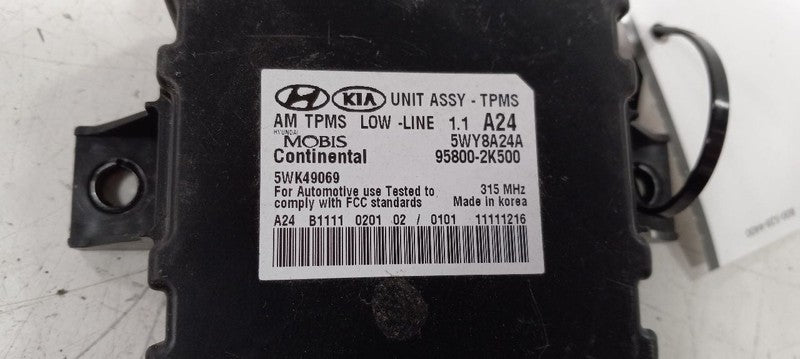 KIA UNIT ASSY - TPMS
AM TPMS LOW -LINE 1.1 A24
HYUNDAI
MOBIS 5WY8A24A
Continental 95800-2K500
5WK49069
For Automotive use Tested to 315 MHz
comply with FCC standards Made in korea
A24 B1111 0201 02 / 0101 11111216